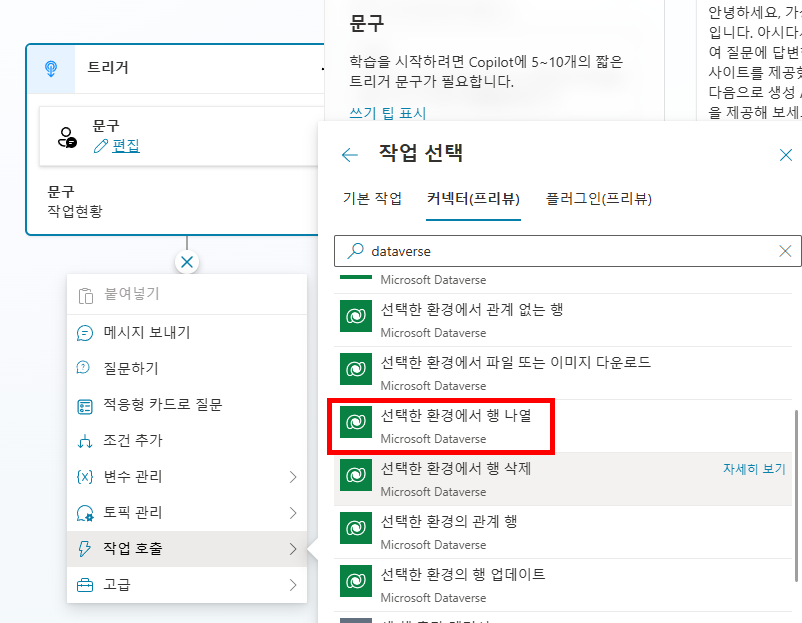 트리거
문구
편집
문구
작업현황
붙여넣기
메시지 보내기
질문하기
적응형 카드로 질문
조건 추가
변수 관리
토픽 관리
작업 호출
고급
문구
학습을 시작하려면 Copilot에 5~10개의 짧은
트리거 문구가 필요합니다.
쓰기 팁 표시
안녕하세요, 가상
입니다. 아시다시
여 질문에 답변
사이트를 제공
다음으로 생성
을 제공해 보세요
작업 선택
기본 작업 커넥터(프리뷰) 플러그인(프리뷰)
dataverse
Microsoft Dataverse
선택한 환경에서 관계 없는 행
Microsoft Dataverse
선택한 환경에서 파일 또는 이미지 다운로드
Microsoft Dataverse
선택한 환경에서 행 나열
Microsoft Dataverse
선택한 환경에서 행 삭제
자세히 보기
Microsoft Dataverse
선택한 환경의 관계 행
Microsoft Dataverse
선택한 환경의 행 업데이트
Microsoft Dataverse